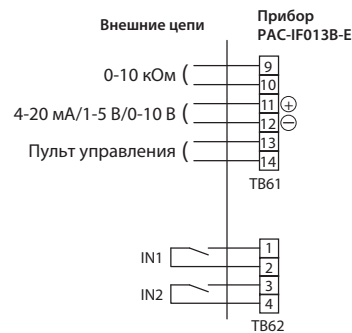 Внешние цепи
Прибор
PAC-IF013B-E
0-10 кОм
9
10
4-20 мА/1-5 В/0-10 В
11 +
12 −
Пульт управления
13
14
TB61
IN1
1
2
IN2
3
4
TB62